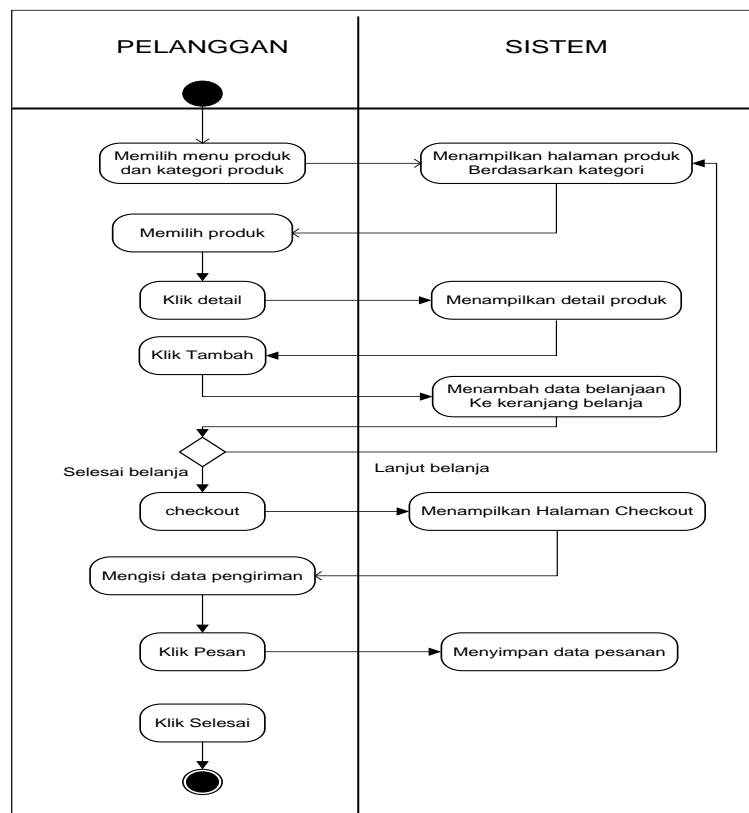 PELANGGAN
SISTEM
Memilih menu produk
dan kategori produk
Menampilkan halaman produk
Berdasarkan kategori
Memilih produk
Klik detail
Menampilkan detail produk
Klik Tambah
Menambah data belanjaan
Ke keranjang belanja
Selesai belanja
Lanjut belanja
checkout
Menampilkan Halaman Checkout
Mengisi data pengiriman
Klik Pesan
Menyimpan data pesanan
Klik Selesai